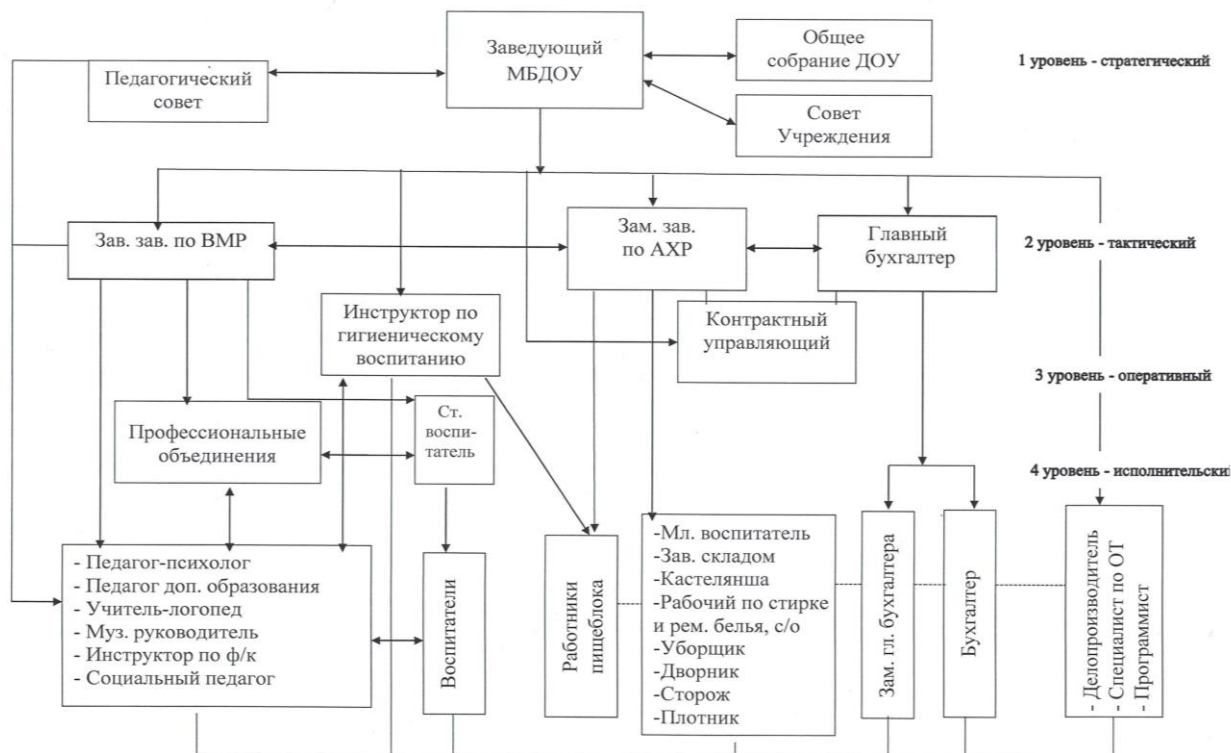 Заведующий
МБДОУ
Общее
собрание ДОУ
1 уровень - стратегический
Педагогический
совет
Совет
Учреждения
Зав. зав. по ВМР
Зам. зав.
по АХР
Главный
бухгалтер
2 уровень - тактический
Инструктор по
гигиеническому
воспитанию
Контрактный
управляющий
3 уровень - оперативный
Профессиональные
объединения
Ст.
воспи-
татель
4 уровень - исполнительски
- Педагог-психолог
- Педагог доп. образования
- Учитель-логопед
- Муз. руководитель
- Инструктор по ф/к
- Социальный педагог
Воспитатели
Работники
пищеблока
-Мл. воспитатель
-Зав. складом
-Кастелянша
-Рабочий по стирке
и рем. белья, с/о
-Уборщик
-Дворник
-Сторож
-Плотник
Зам. гл. бухгалтера
Бухгалтер
- Делопроизводитель
- Специалист по ОТ
- Программист